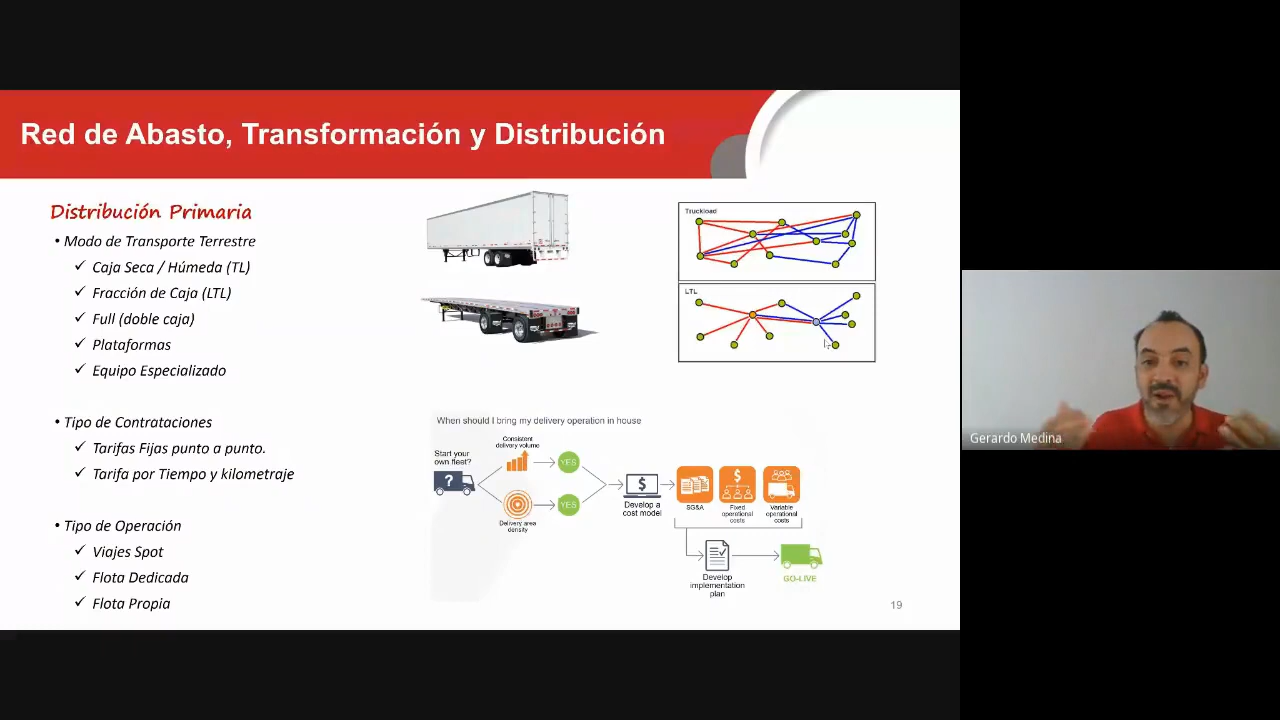 Red de Abasto, Transformación y Distribución
Distribución Primaria
• Modo de Transporte Terrestre
✓ Caja Seca / Húmeda (TL)
✓ Fracción de Caja (LTL)
✓ Full (doble caja)
✓ Plataformas
✓ Equipo Especializado
• Tipo de Contrataciones
✓ Tarifas Fijas punto a punto.
✓ Tarifa por Tiempo y kilometraje
• Tipo de Operación
✓ Viajes Spot
✓ Flota Dedicada
✓ Flota Propia
Truckload
LTL
When should I bring my delivery operation in house
Start your
own fleet?
?
Consistent
delivery volume
YES
Delivery area
density
YES
$
Develop a
cost model
SG&A
$
Fixed
operational
costs
Variable
operational
costs
Develop
implementation
plan
GO-LIVE
19
Gerardo Medina